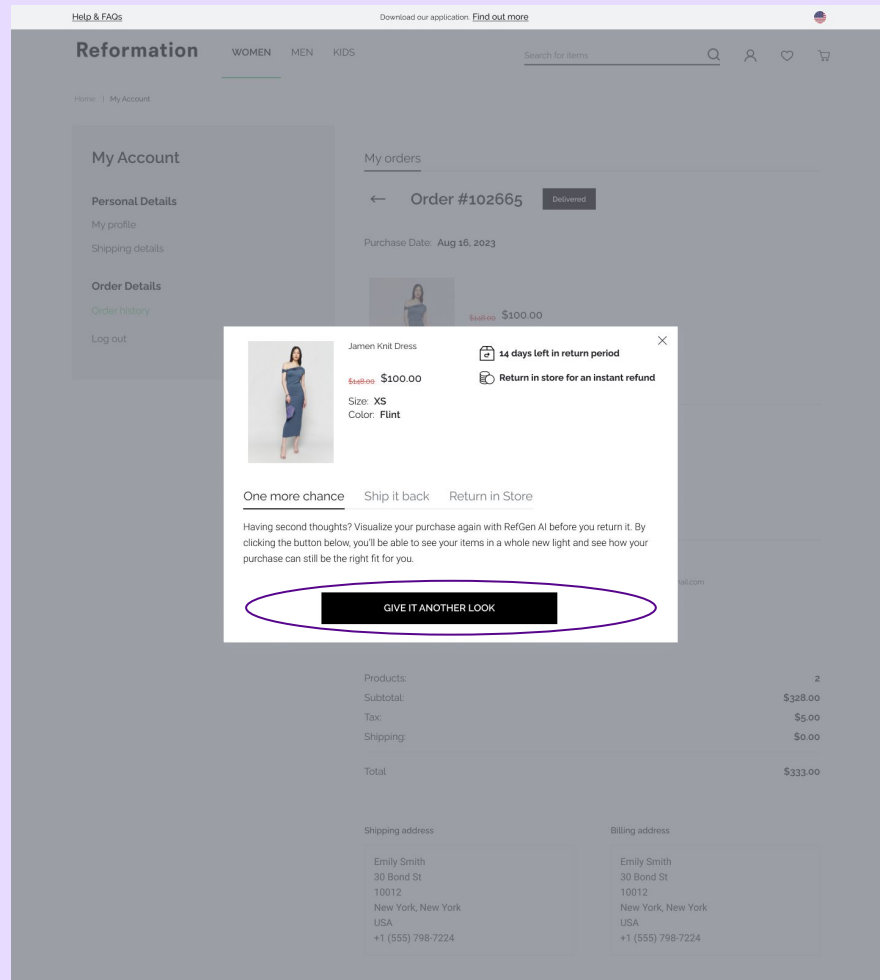 Help & FAQs
Download our application. Find out more
Reformation
WOMEN
MEN
KIDS
Search for items
Home | My Account
My Account
Personal Details
My profile
Shipping details
Order Details
Order history
Log out
My orders
← Order #102665
Delivered
Purchase Date: Aug 16, 2023
$148.00 $100.00
Jamen Knit Dress
$148.00 $100.00
Size: XS
Color: Flint
14 days left in return period
Return in store for an instant refund
One more chance
Ship it back
Return in Store
Having second thoughts? Visualize your purchase again with RefGen AI before you return it. By
clicking the button below, you'll be able to see your items in a whole new light and see how your
purchase can still be the right fit for you.
GIVE IT ANOTHER LOOK
Products: 2
Subtotal: $328.00
Tax: $5.00
Shipping: $0.00
Total $333.00
Shipping address
Emily Smith
30 Bond St
10012
New York, New York
USA
+1 (555) 798-7224
Billing address
Emily Smith
30 Bond St
10012
New York, New York
USA
+1 (555) 798-7224